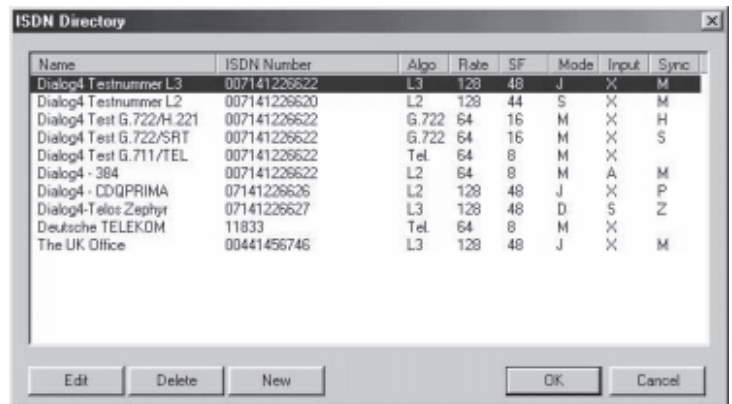 ISDN Directory
Name ISDN Number Algo Rate SF Mode Input Sync
Dialog4 Testnummer L3 007141226622 L3 128 48 J X M
Dialog4 Testnummer L2 007141226620 L2 128 44 S X M
Dialog4 Test G.722/H.221 007141226622 G.722 64 16 M X H
Dialog4 Test G.722/SRT 007141226622 G.722 64 16 M X S
Dialog4 Test G.711/TEL 007141226622 Tel. 64 8 M X
Dialog4 - 384 007141226622 L2 64 8 M A M
Dialog4 - CDQPRIMA 07141226626 L2 128 48 J X P
Dialog4-Telos Zephyr 07141226627 L3 128 48 D S Z
Deutsche TELEKOM 11833 Tel. 64 8 M X
The UK Office 00441456746 L3 128 48 J X M
Edit Delete New OK Cancel